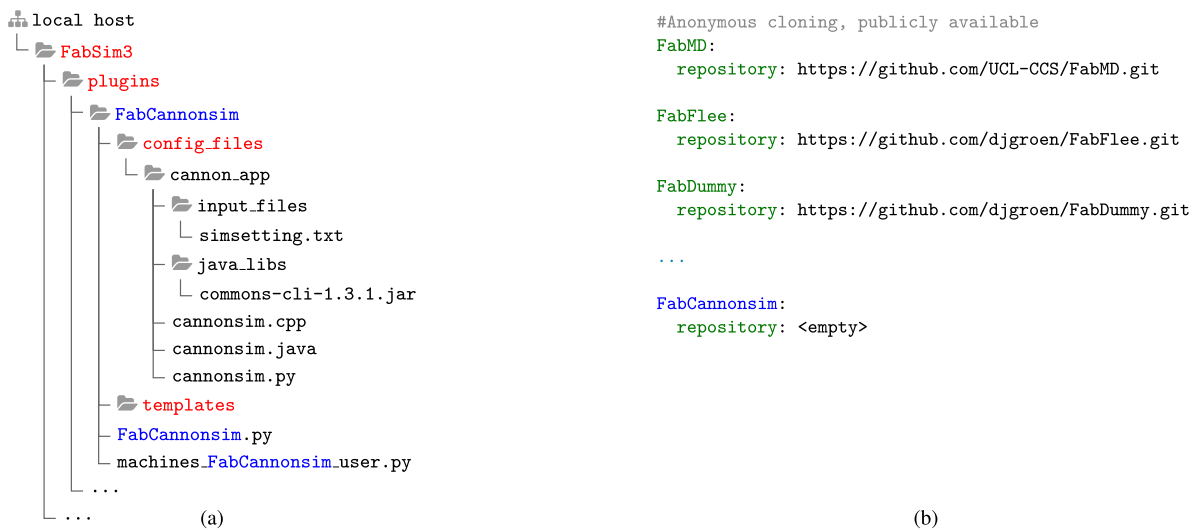 local host
FabSim3
plugins
FabCannonsim
config_files
cannon_app
input_files
simsetting.txt
java_libs
commons-cli-1.3.1.jar
cannonsim.cpp
cannonsim.java
cannonsim.py
templates
FabCannonsim.py
machines_FabCannonsim_user.py
...
...
(a)
#Anonymous cloning, publicly available
FabMD:
repository: https://github.com/UCL-CCS/FabMD.git
FabFlee:
repository: https://github.com/djgroen/FabFlee.git
FabDummy:
repository: https://github.com/djgroen/FabDummy.git
...
FabCannonsim:
repository: <empty>
(b)